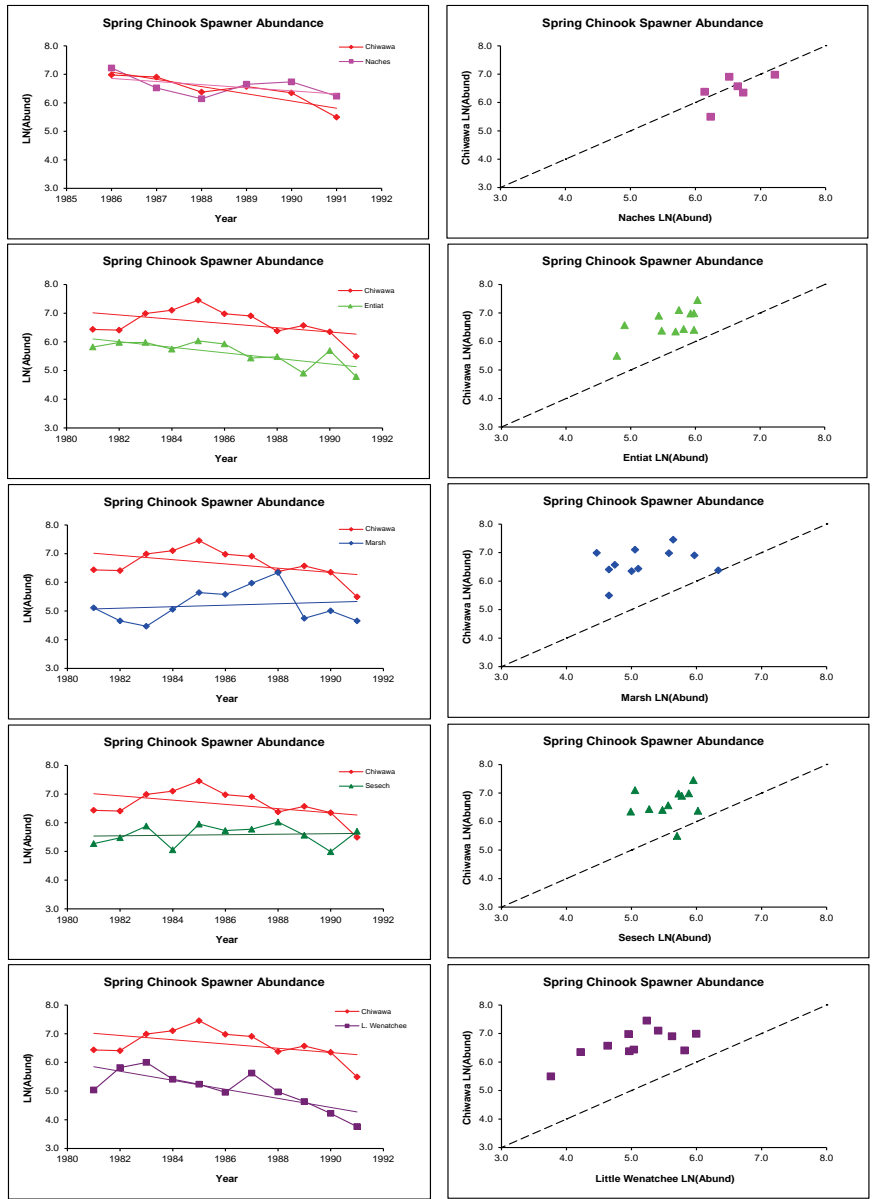 Spring Chinook Spawner Abundance
8.0
7.0
6.0
5.0
4.0
3.0
LN(Abund)
1985 1986 1987 1988 1989 1990 1991 1992
Year
Chiwawa
Naches
Spring Chinook Spawner Abundance
8.0
7.0
6.0
5.0
4.0
3.0
Chiwawa LN(Abund)
3.0 4.0 5.0 6.0 7.0 8.0
Naches LN(Abund)
Spring Chinook Spawner Abundance
8.0
7.0
6.0
5.0
4.0
3.0
LN(Abund)
1980 1982 1984 1986 1988 1990 1992
Year
Chiwawa
Entiat
Spring Chinook Spawner Abundance
8.0
7.0
6.0
5.0
4.0
3.0
Chiwawa LN(Abund)
3.0 4.0 5.0 6.0 7.0 8.0
Entiat LN(Abund)
Spring Chinook Spawner Abundance
8.0
7.0
6.0
5.0
4.0
3.0
LN(Abund)
1980 1982 1984 1986 1988 1990 1992
Year
Chiwawa
Marsh
Spring Chinook Spawner Abundance
8.0
7.0
6.0
5.0
4.0
3.0
Chiwawa LN(Abund)
3.0 4.0 5.0 6.0 7.0 8.0
Marsh LN(Abund)
Spring Chinook Spawner Abundance
8.0
7.0
6.0
5.0
4.0
3.0
LN(Abund)
1980 1982 1984 1986 1988 1990 1992
Year
Chiwawa
Sesech
Spring Chinook Spawner Abundance
8.0
7.0
6.0
5.0
4.0
3.0
Chiwawa LN(Abund)
3.0 4.0 5.0 6.0 7.0 8.0
Sesech LN(Abund)
Spring Chinook Spawner Abundance
8.0
7.0
6.0
5.0
4.0
3.0
LN(Abund)
1980 1982 1984 1986 1988 1990 1992
Year
Chiwawa
L. Wenatchee
Spring Chinook Spawner Abundance
8.0
7.0
6.0
5.0
4.0
3.0
Chiwawa LN(Abund)
3.0 4.0 5.0 6.0 7.0 8.0
Little Wenatchee LN(Abund)